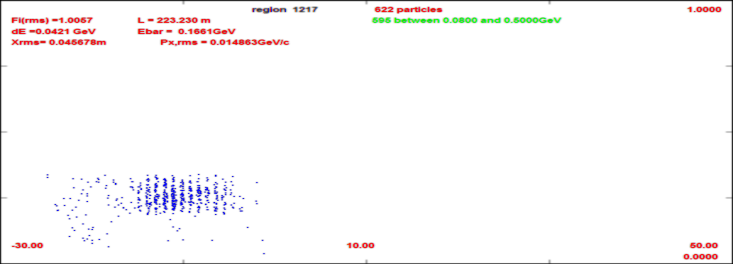 region 1217 622 particles 1.0000
Fi(rms) =1.0057 L = 223.230 m 595 between 0.0800 and 0.5000GeV
dE =0.0421 GeV Ebar = 0.1661GeV
Xrms= 0.045678m Px,rms = 0.014863GeV/c
-30.00 10.00 50.00
0.0000